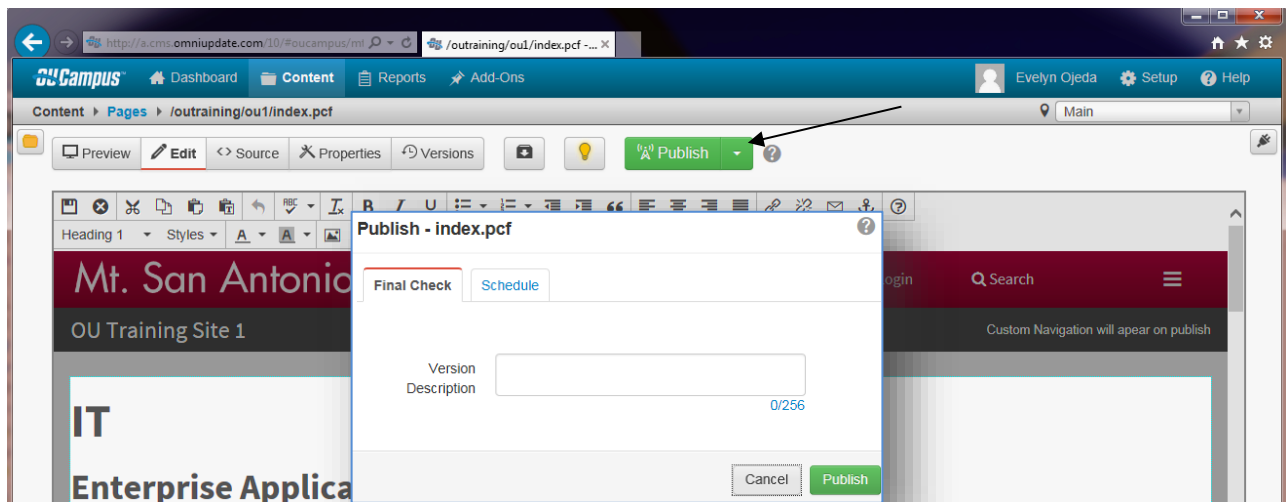 http://a.cms.omniupdate.com/10/#oucampus/mt
/outraining/ou1/index.pcf -...
OUCampus Dashboard Content Reports Add-Ons Evelyn Ojeda Setup Help
Content Pages /outraining/ou1/index.pcf Main
Preview Edit Source Properties Versions Publish
ABC
B I U
Heading 1 Styles A A
Publish - index.pcf
Mt. San Antonio ogin Search
Final Check Schedule
OU Training Site 1 Custom Navigation will apear on publish
Version
Description
0/256
IT
Enterprise Applica
Cancel Publish